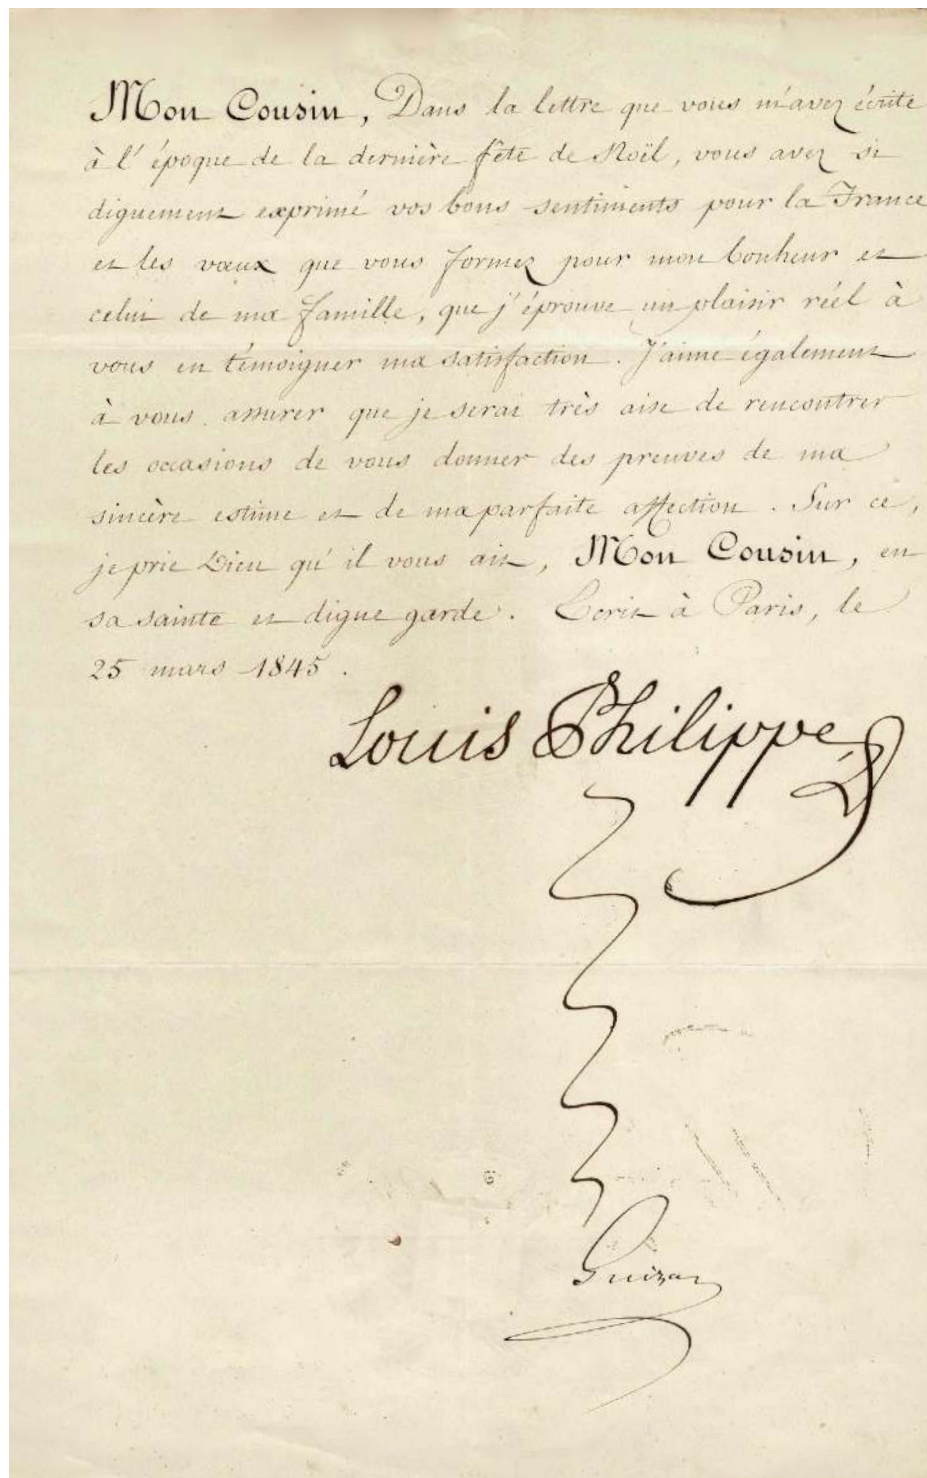 Mon Cousin, Dans la lettre que vous m'avez écrite
à l'époque de la dernière fête de Noël, vous avez si
dignement exprimé vos bons sentiments pour la France
et les vœux que vous formez pour mon bonheur et
celui de ma famille, que j'éprouve un plaisir réel à
vous en témoigner ma satisfaction. J'aime également
à vous assurer que je serai très aise de rencontrer
les occasions de vous donner des preuves de ma
sincère estime et de ma parfaite affection. Sur ce,
je prie Dieu qu'il vous ait, Mon Cousin, en
sa sainte et digne garde. Ecrit à Paris, le
25 mars 1845.
Louis Philippe
Guizot